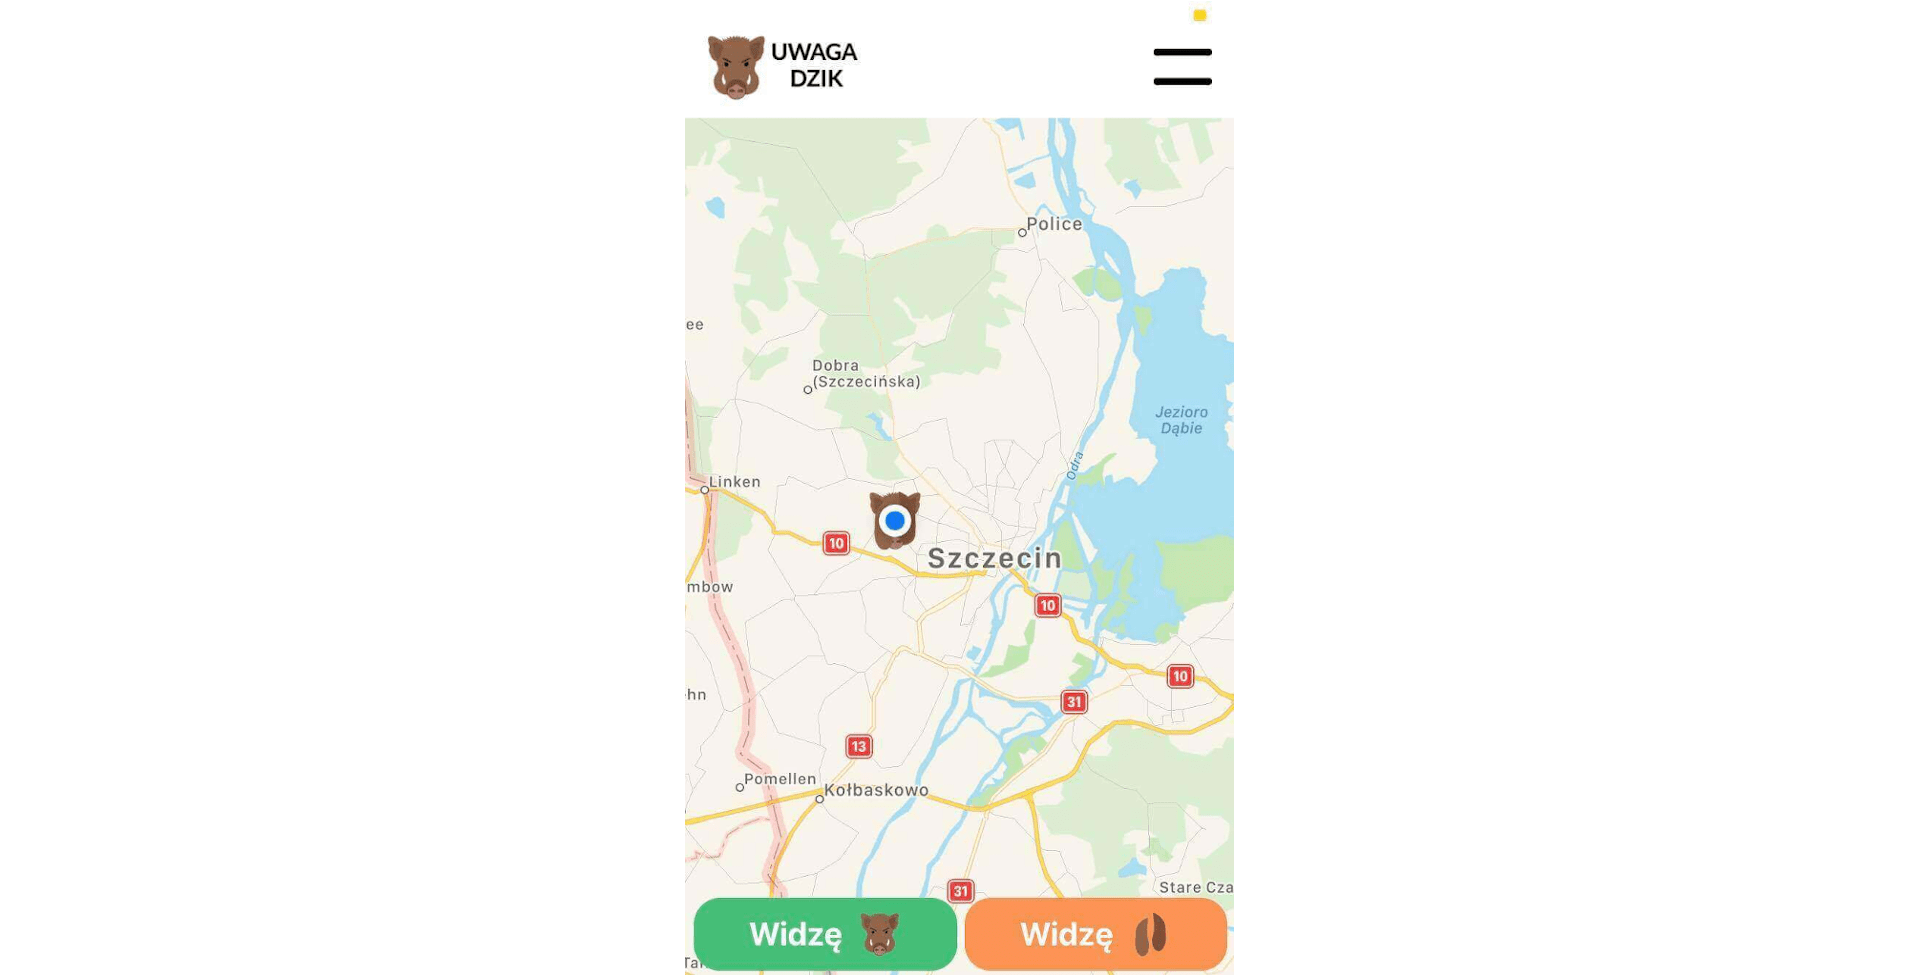 UWAGA
DZIK
Police
ee
Dobra
(Szczecińska)
Jezioro
Dąbie
Odra
Linken
10
Szczecin
mbow
10
10
hn
31
13
Pomellen
Kołbaskowo
Stare Cza
31
Widzę
Widzę
Tan